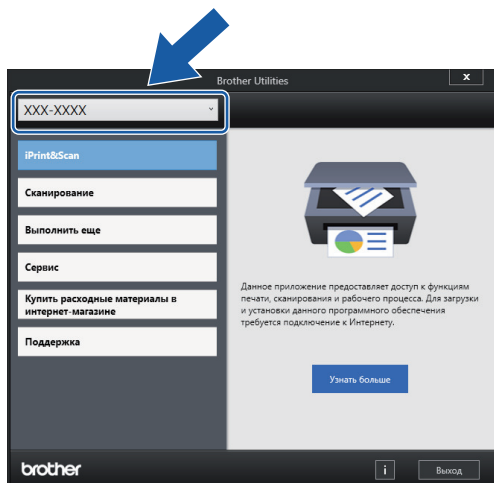 Brother Utilities
x
XXX-XXXX
iPrint&Scan
Сканирование
Выполнить еще
Сервис
Купить расходные материалы в
интернет-магазине
Поддержка
Данное приложение предоставляет доступ к функциям
печати, сканирования и рабочего процесса. Для загрузки
и установки данного программного обеспечения
требуется подключение к Интернету.
Узнать больше
brother
i
Выход